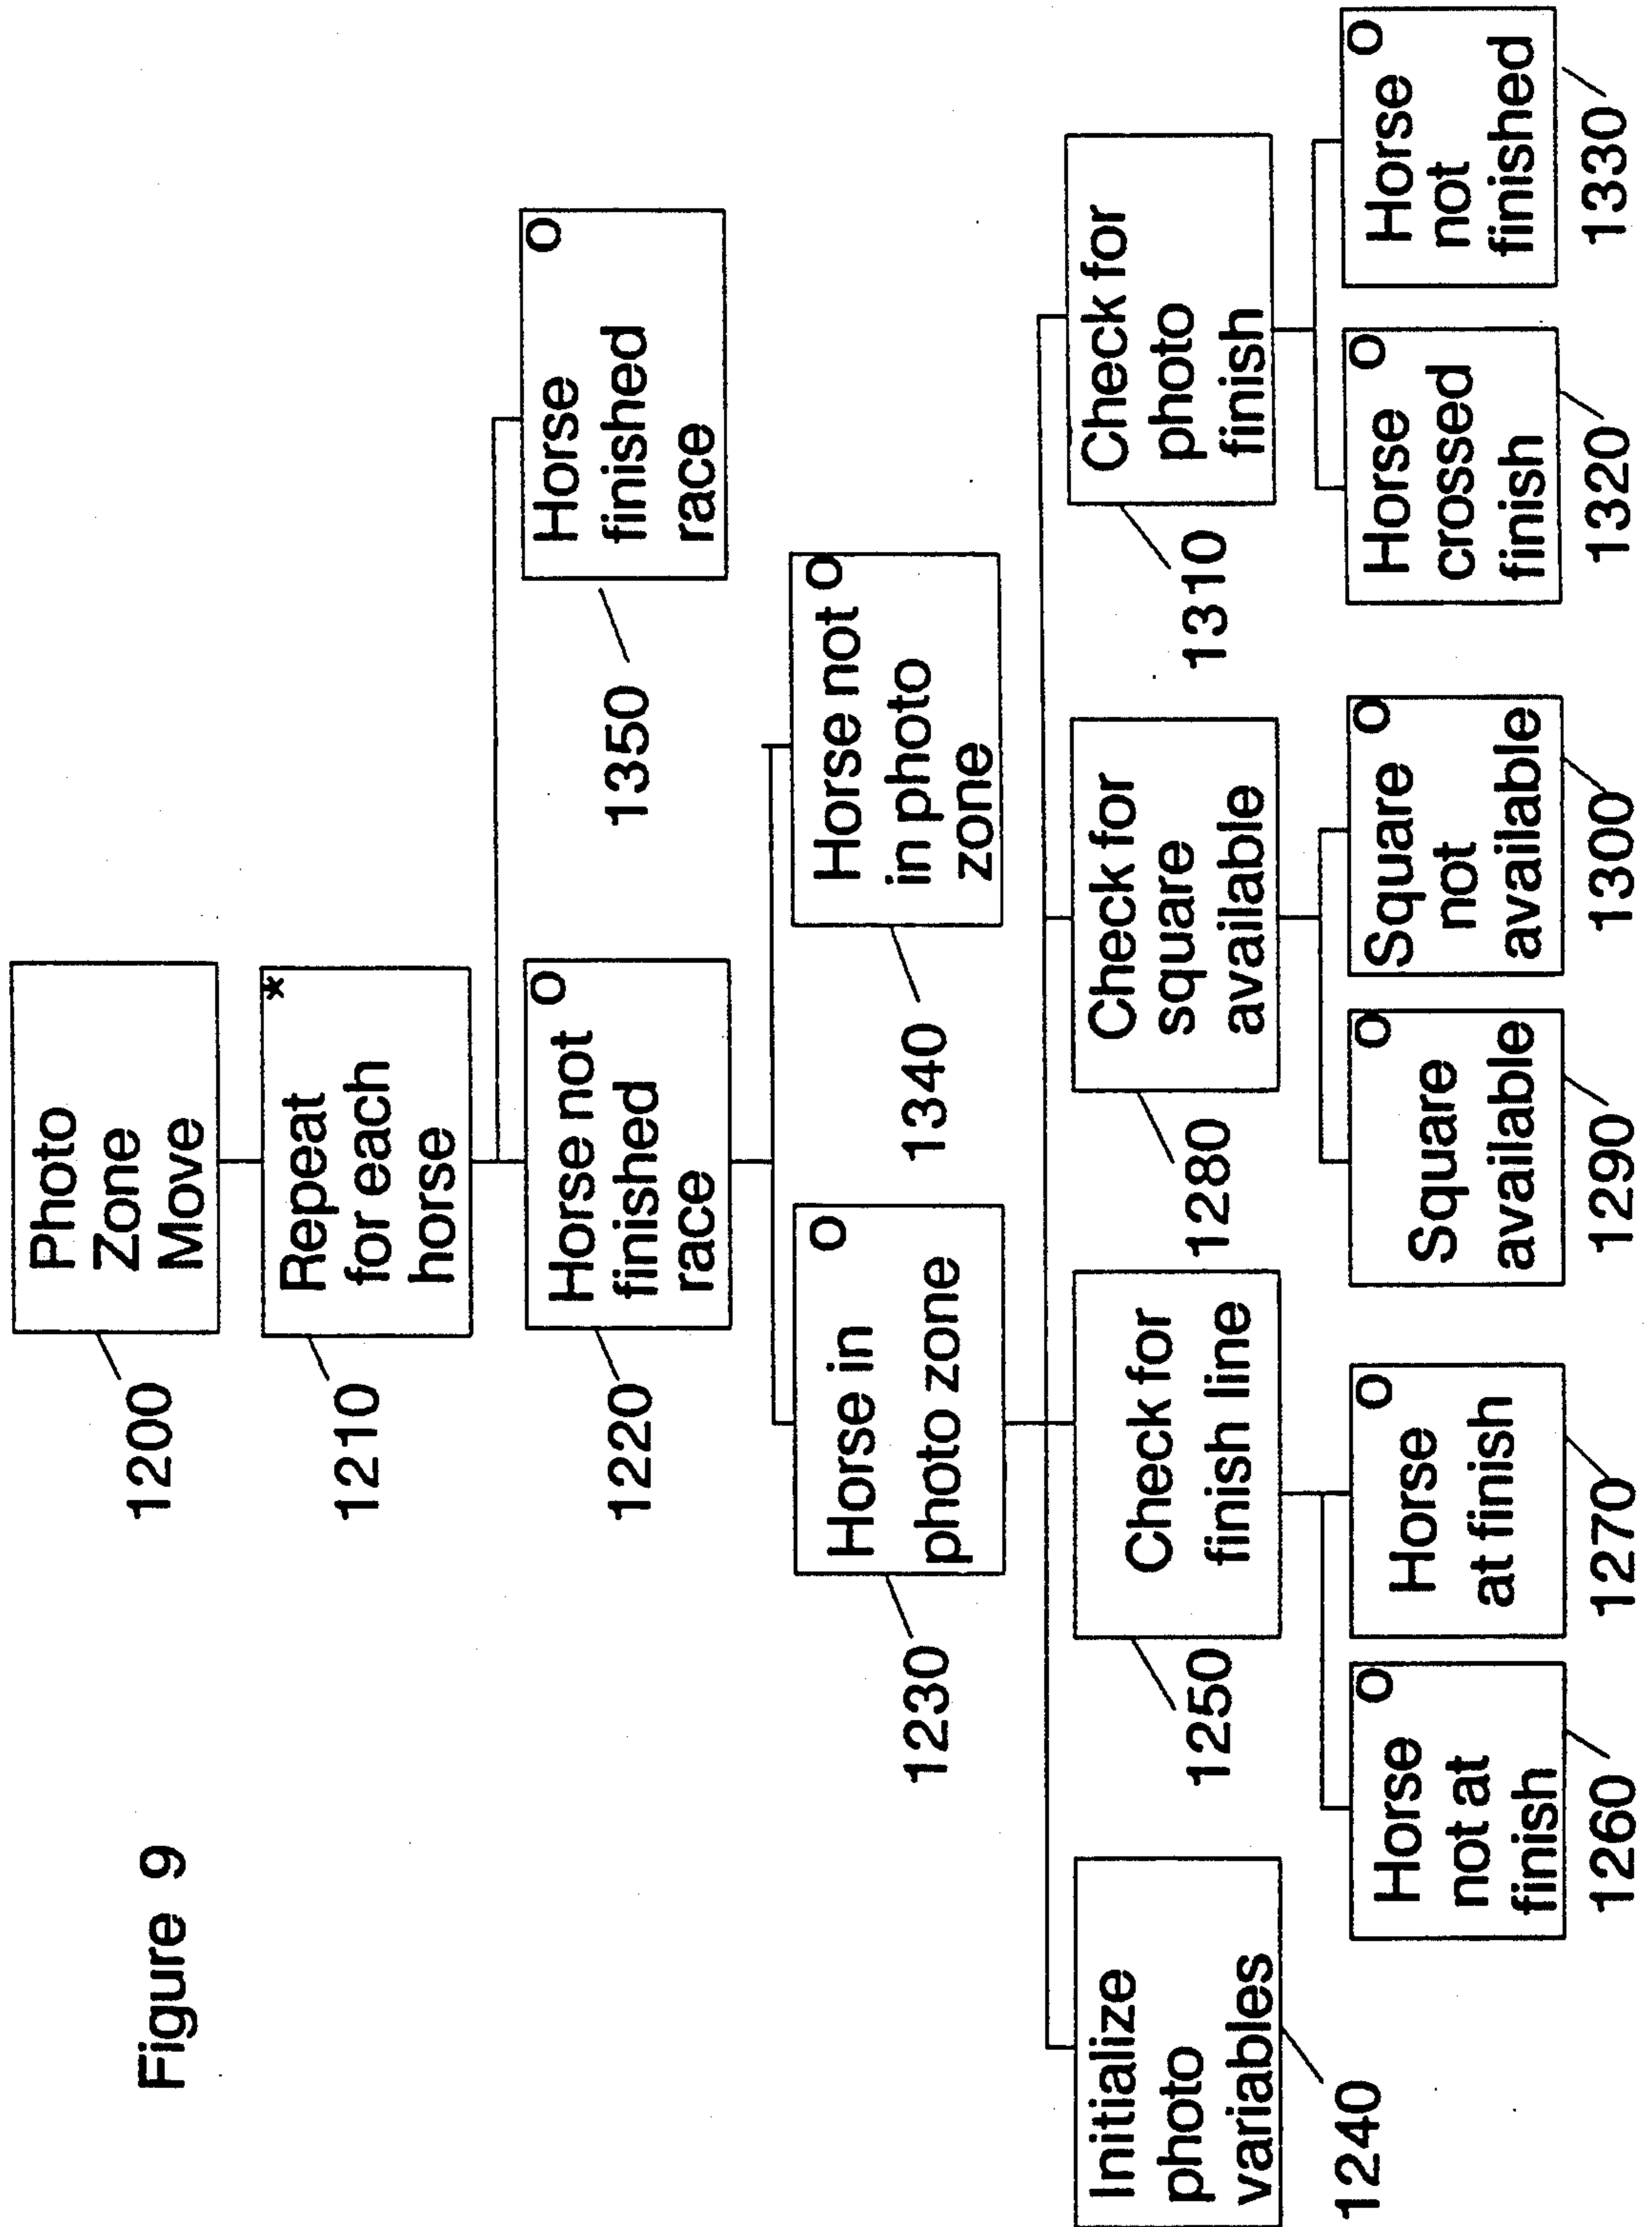 Figure 9
Photo
Zone
Move
1200
*
Repeat
for each
horse
1210
O
Horse not
finished
race
1220
O
Horse
finished
race
1350
O
Horse in
photo zone
1230
O
Horse not
in photo
zone
1340
Initialize
photo
variables
1240
Check for
finish line
1250
Check for
square
available
1280
Check for
photo
finish
1310
O
Horse
not at
finish
1260
O
Horse
at finish
1270
O
Square
available
1290
O
Square
not
available
1300
O
Horse
crossed
finish
1320
O
Horse
not
finished
1330